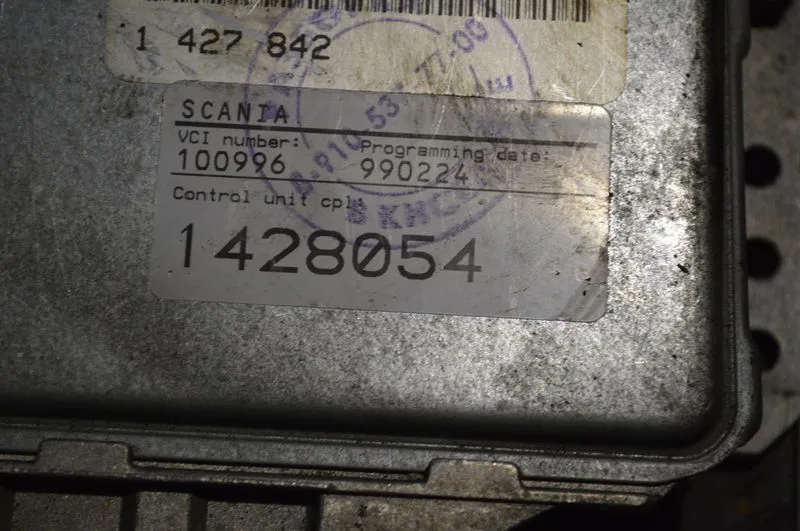 1 427 842
SCANIA
VCI number: Programming date:
100996 990224
Control unit cpl:
1428054